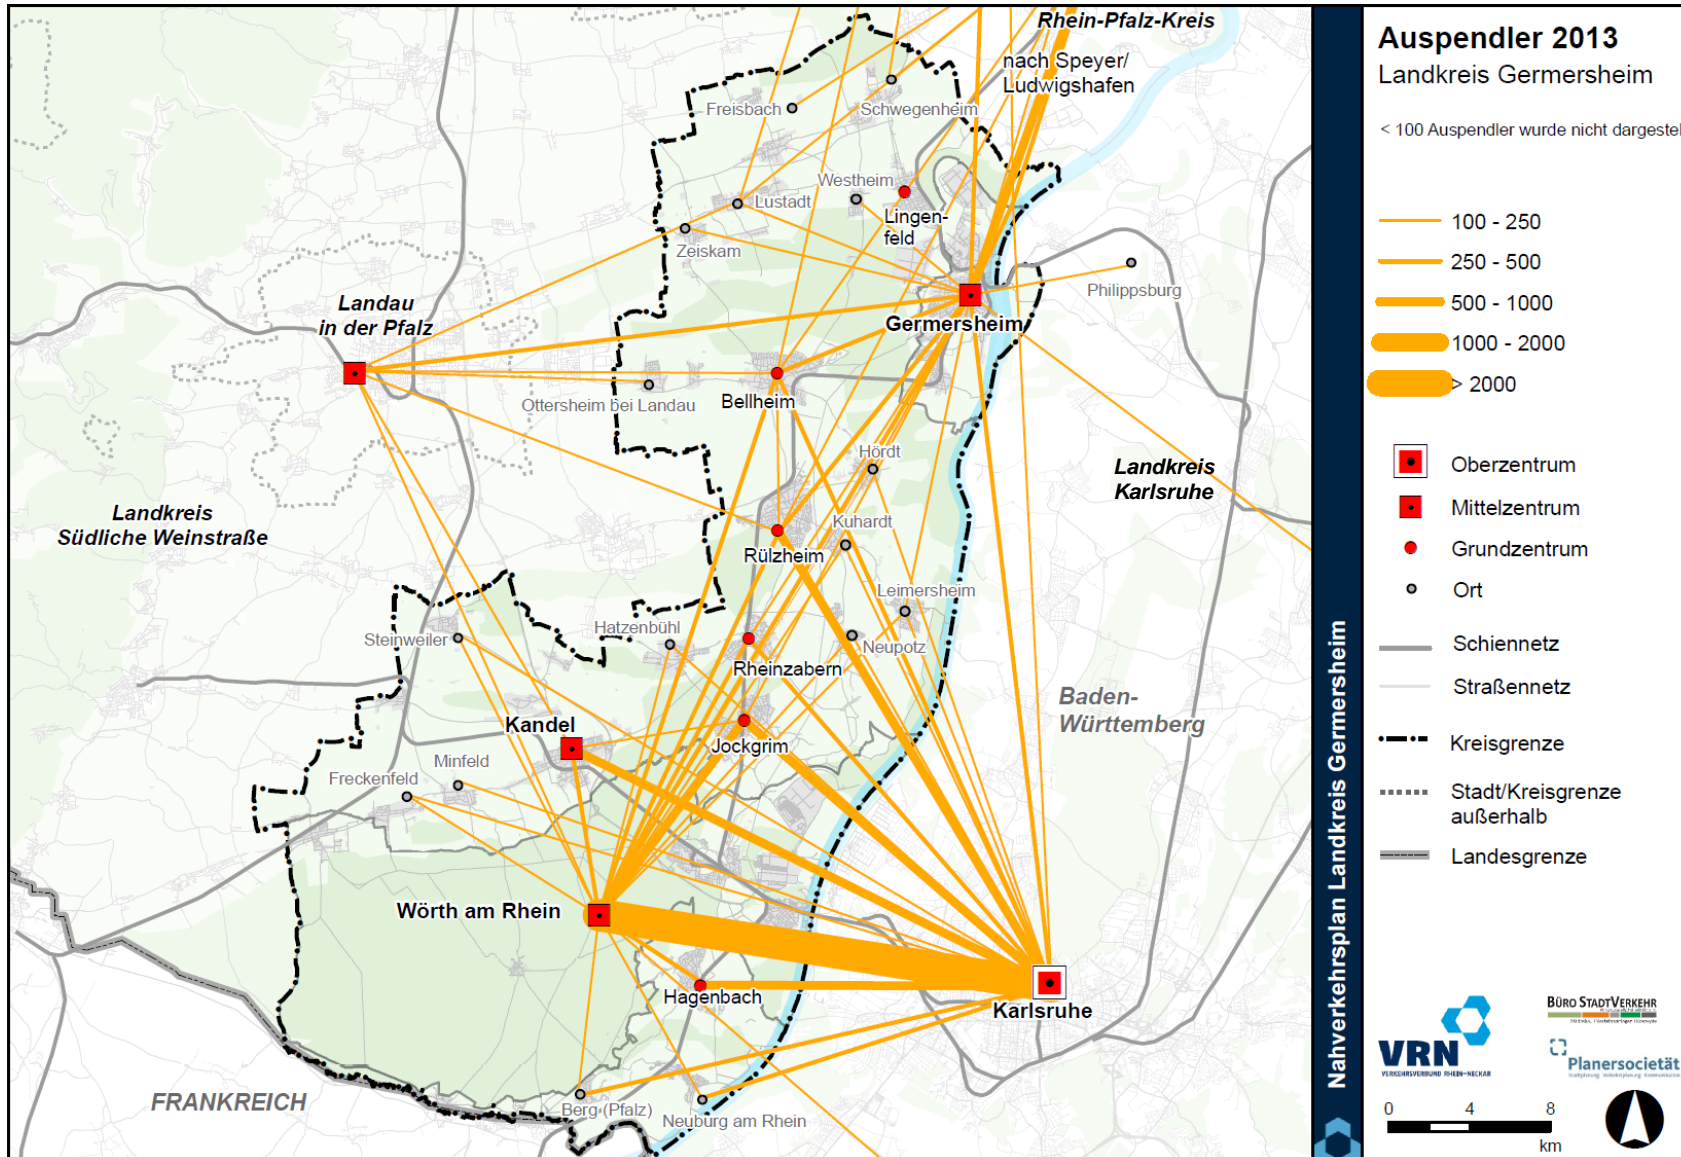 Rhein-Pfalz-Kreis
nach Speyer/
Ludwigshafen
Freisbach
Schwegenheim
Westheim
Lustadt
Lingen-
feld
Zeiskam
Philippsburg
Landau
in der Pfalz
Germersheim
Ottersheim bei Landau
Bellheim
Hördt
Landkreis
Karlsruhe
Landkreis
Südliche Weinstraße
Kuhardt
Rülzheim
Leimersheim
Steinweiler
Hatzenbühl
Neupotz
Rheinzabern
Baden-
Württemberg
Kandel
Jockgrim
Minfeld
Freckenfeld
Wörth am Rhein
Hagenbach
Karlsruhe
FRANKREICH
Berg (Pfalz)
Neuburg am Rhein
Nahverkehrsplan Landkreis Germersheim
Auspendler 2013
Landkreis Germersheim
< 100 Auspendler wurde nicht dargestel
100 - 250
250 - 500
500 - 1000
1000 - 2000
> 2000
Oberzentrum
Mittelzentrum
Grundzentrum
Ort
Schiennetz
Straßennetz
Kreisgrenze
Stadt/Kreisgrenze
außerhalb
Landesgrenze
VRN
VERKEHRSVERBUND RHEIN-NECKAR
BÜRO STADTVERKEHR
Planersocietät
0 4 8
km